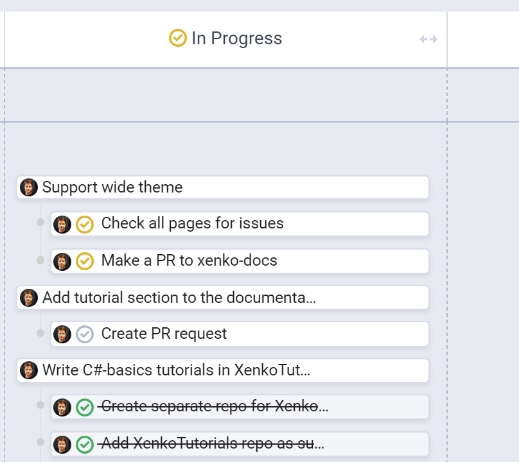 In Progress
Support wide theme
Check all pages for issues
Make a PR to xenko-docs
Add tutorial section to the documenta...
Create PR request
Write C#-basics tutorials in XenkoTut...
Create separate repo for Xenko...
Add XenkoTutorials repo as su...